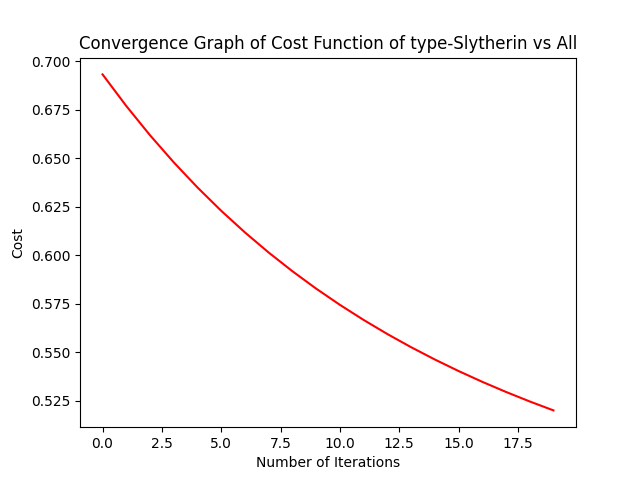 Convergence Graph of Cost Function of type-Slytherin vs All
0.700
0.675
0.650
0.625
0.600
0.575
0.550
0.525
Cost
0.0 2.5 5.0 7.5 10.0 12.5 15.0 17.5
Number of Iterations